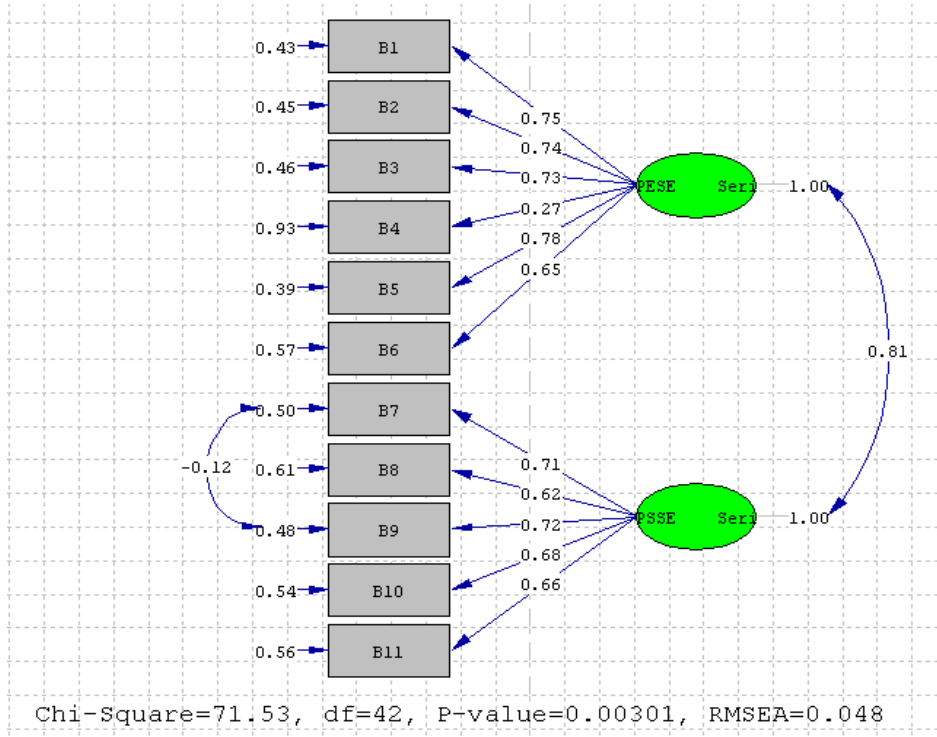 0.43 B1
0.75
0.45 B2
0.74
0.46 B3
0.73
PESE Seri 1.00
0.27
0.93 B4
0.78
0.65
0.39 B5
0.57 B6
0.81
0.50 B7
0.71
-0.12
0.61 B8
0.62
PSSE Seri 1.00
0.72
0.48 B9
0.68
0.66
0.54 B10
0.56 B11
Chi-Square=71.53, df=42, P-value=0.00301, RMSEA=0.048